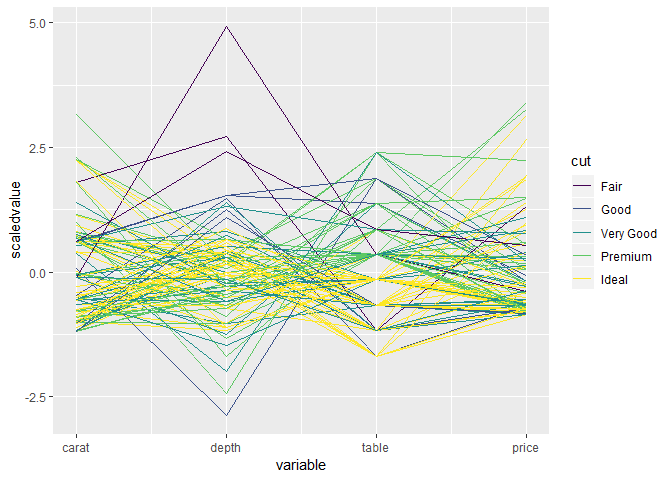 5.0
2.5
0.0
-2.5
scaledvalue
carat depth table price
variable
cut
Fair
Good
Very Good
Premium
Ideal